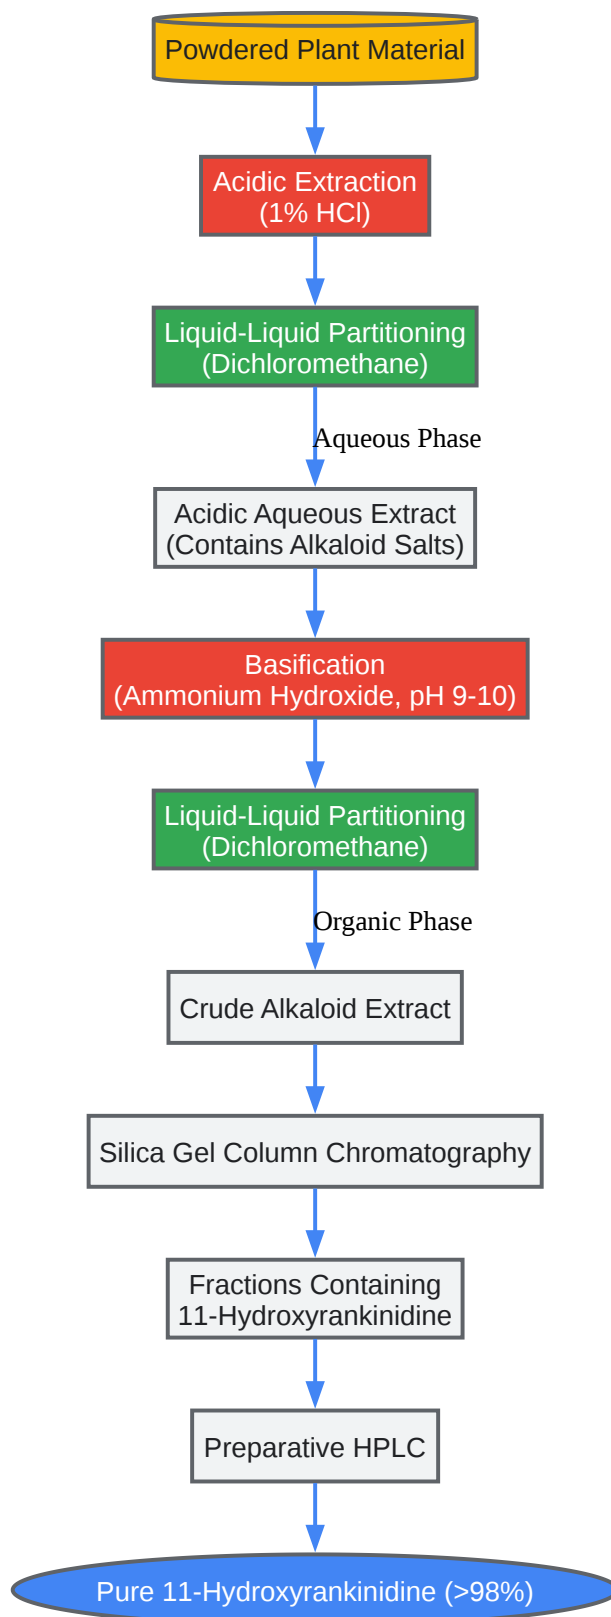 Powdered Plant Material
Acidic Extraction
(1% HCl)
Liquid-Liquid Partitioning
(Dichloromethane)
Aqueous Phase
Acidic Aqueous Extract
(Contains Alkaloid Salts)
Basification
(Ammonium Hydroxide, pH 9-10)
Liquid-Liquid Partitioning
(Dichloromethane)
Organic Phase
Crude Alkaloid Extract
Silica Gel Column Chromatography
Fractions Containing
11-Hydroxyrankinidine
Preparative HPLC
Pure 11-Hydroxyrankinidine (>98%)